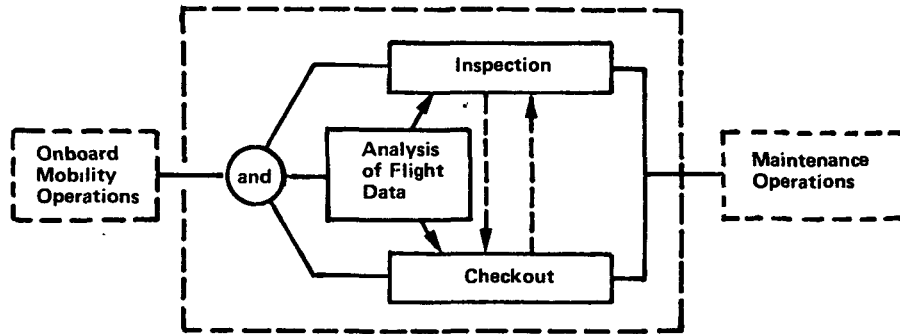 Inspection
Onboard
Mobility
Operations
and
Analysis
of Flight
Data
Maintenance
Operations
Checkout